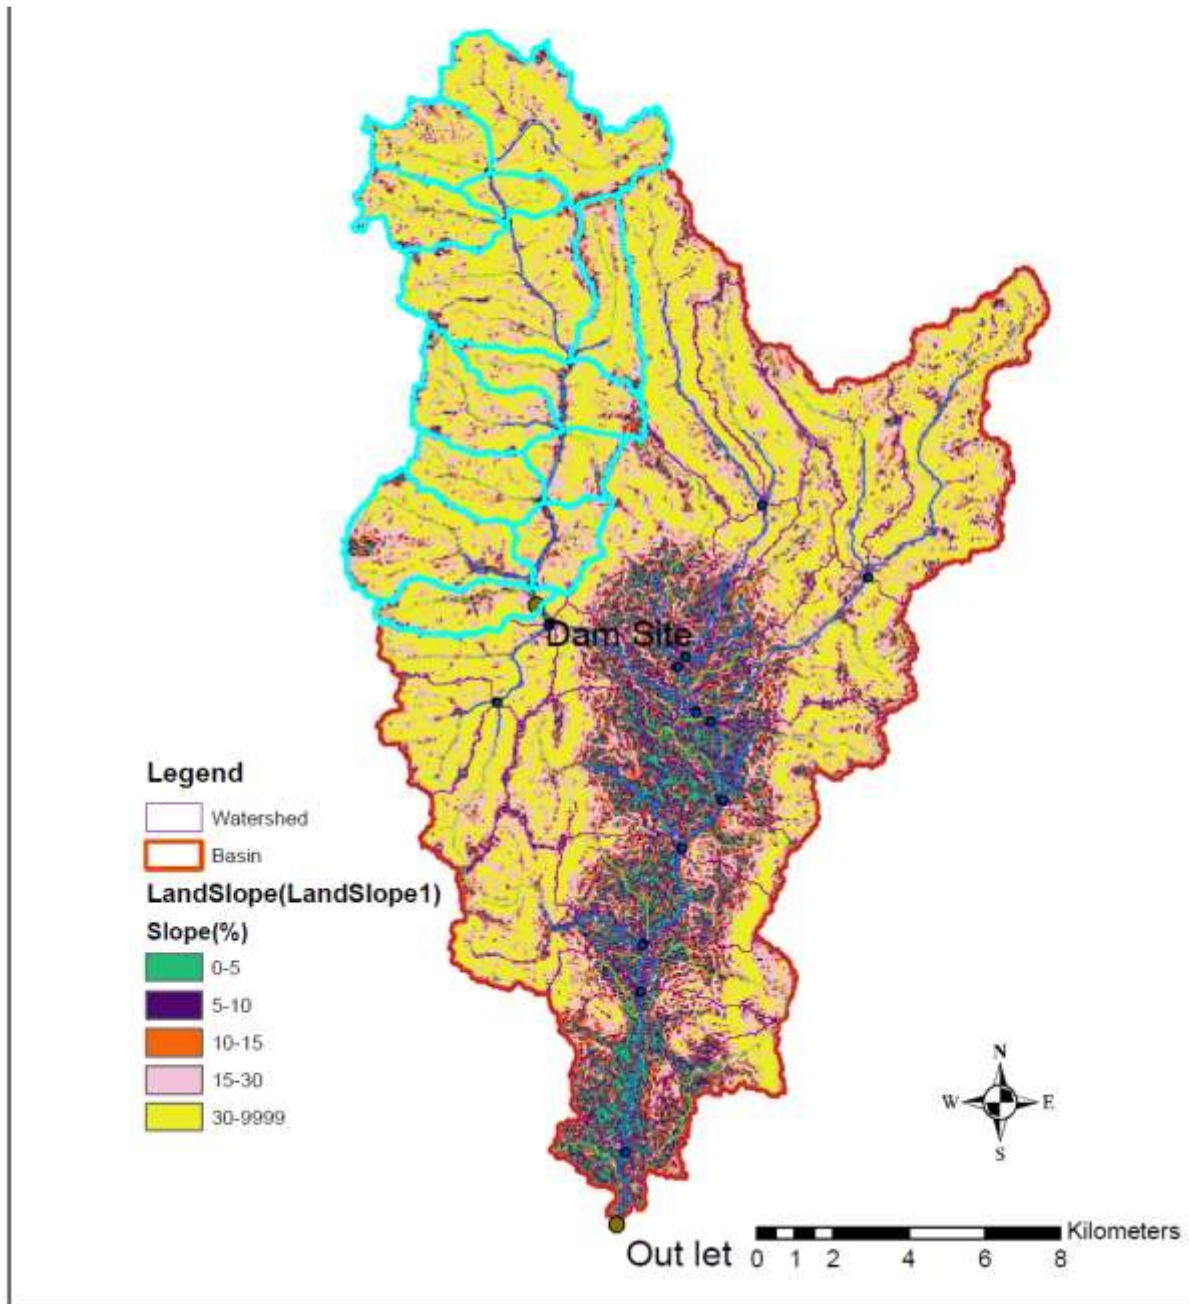 Dam Site
Legend
Watershed
Basin
LandSlope(LandSlope1)
Slope(%)
0-5
5-10
10-15
15-30
30-9999
N
W E
S
Kilometers
Out let
0 1 2 4 6 8